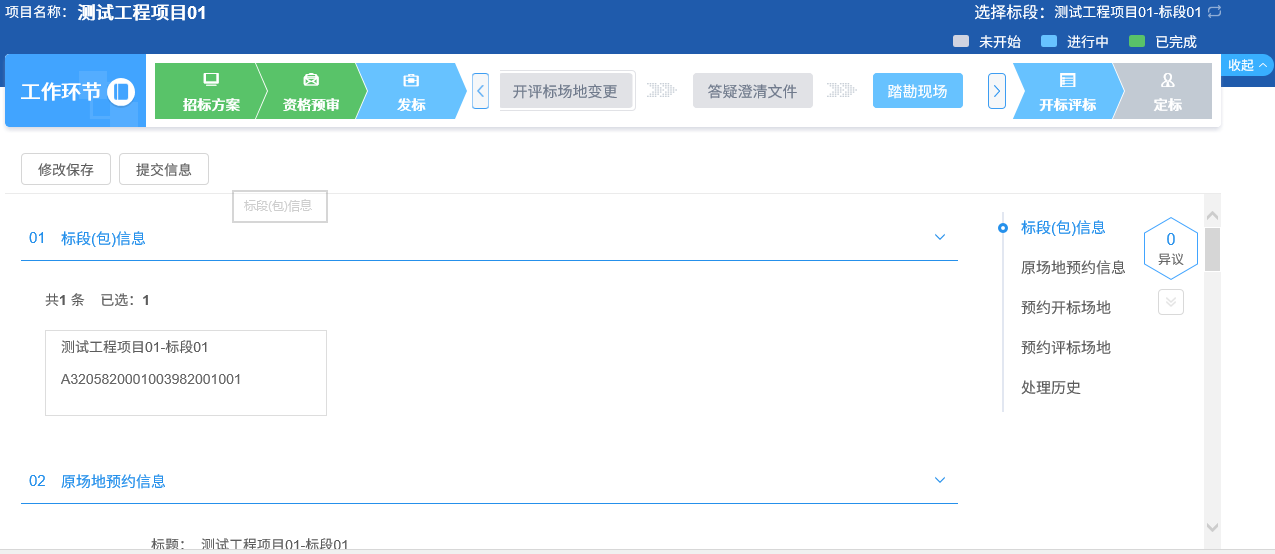 项目名称： 测试工程项目01
选择标段：测试工程项目01-标段01
未开始 进行中 已完成
收起
工作环节
招标方案 资格预审 发标 开评标场地变更 答疑澄清文件 踏勘现场 开标评标 定标
修改保存 提交信息
标段(包)信息
01 标段(包)信息
共1 条 已选：1
测试工程项目01-标段01
A3205820001003982001001
02 原场地预约信息
标题： 测试工程项目01-标段01
标段(包)信息
原场地预约信息
预约开标场地
预约评标场地
处理历史
0
异议